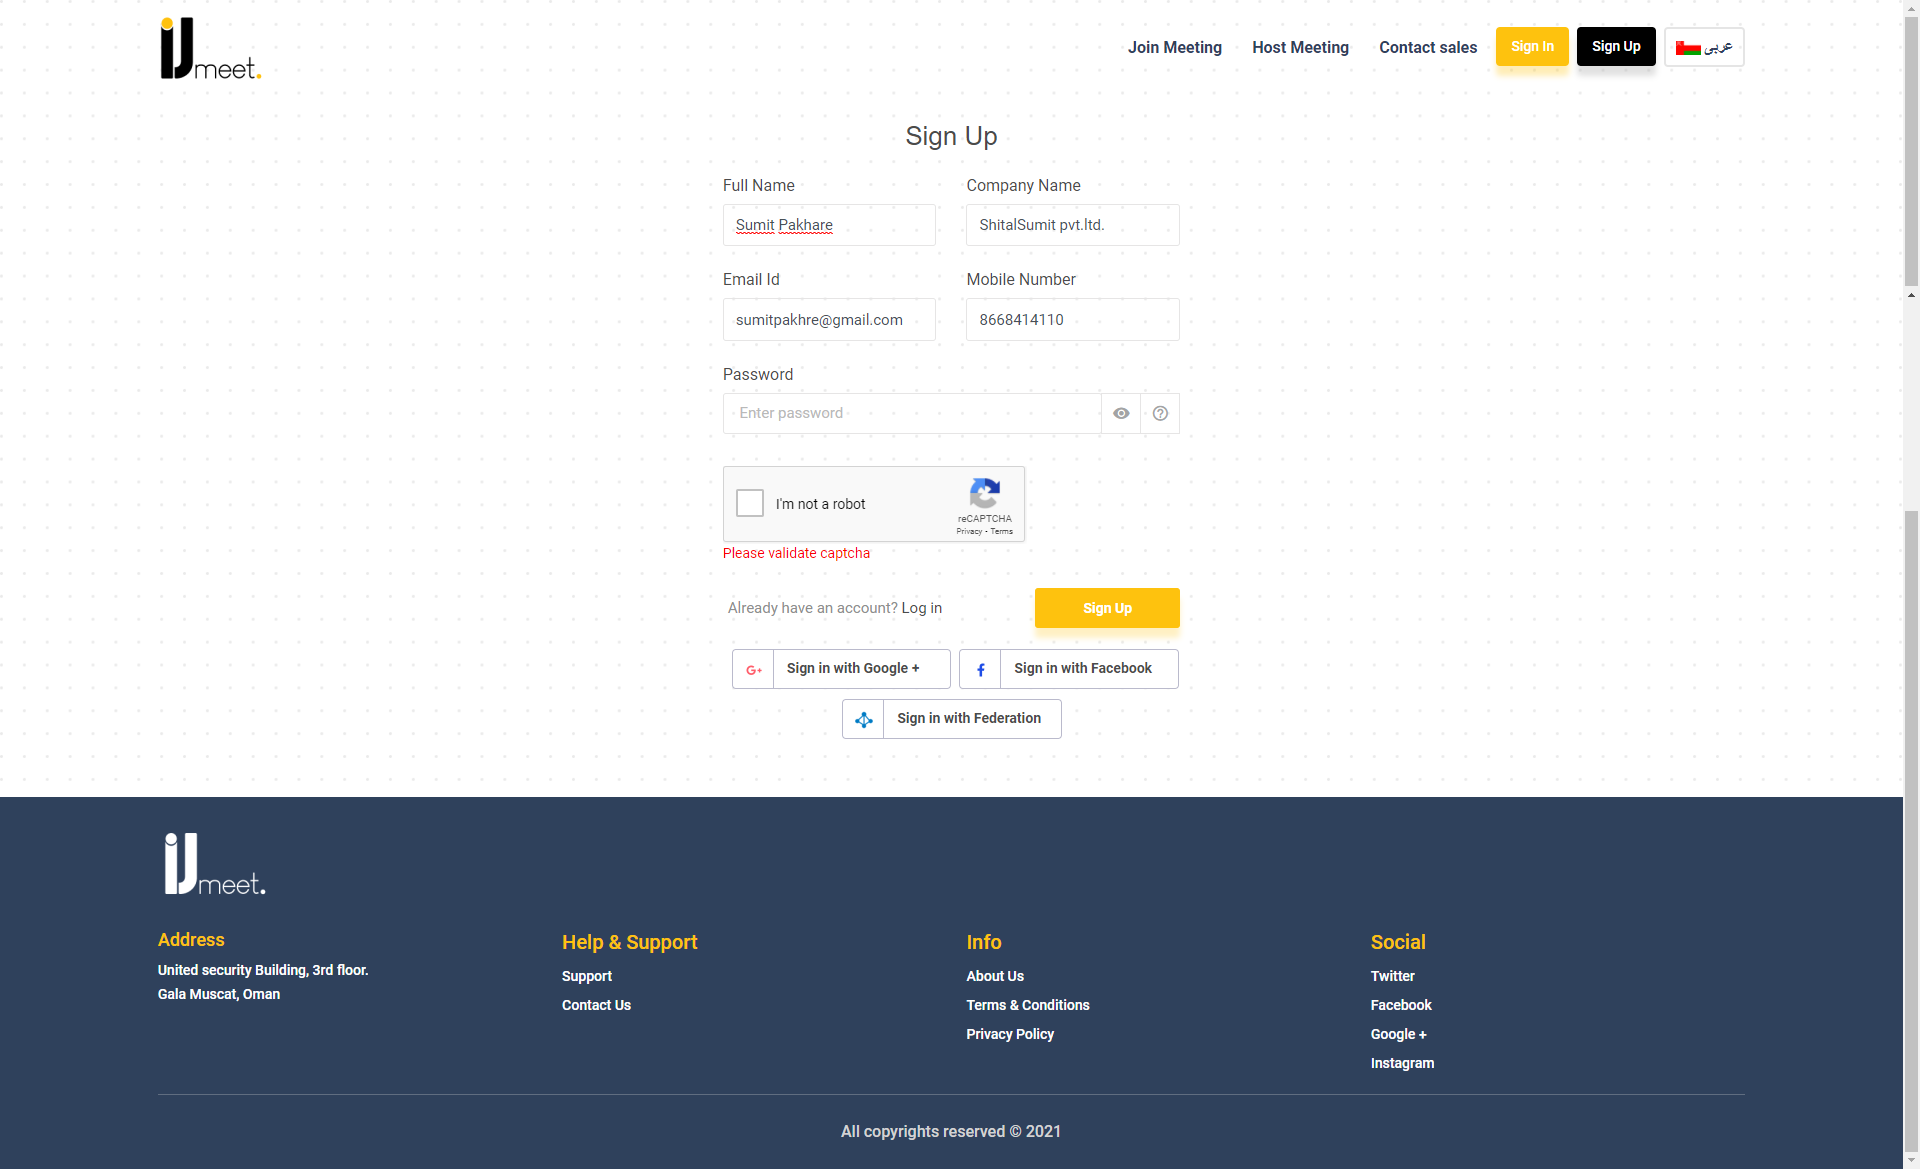 iJmeet.
Join Meeting
Host Meeting
Contact sales
Sign In
Sign Up
عربى
Sign Up
Full Name
Company Name
Sumit Pakhare
ShitalSumit pvt.ltd.
Email Id
Mobile Number
sumitpakhre@gmail.com
8668414110
Password
Enter password
I'm not a robot
reCAPTCHA
Privacy - Terms
Please validate captcha
Already have an account? Log in
Sign Up
G+ Sign in with Google +
f Sign in with Facebook
Sign in with Federation
iJmeet.
Address
United security Building, 3rd floor.
Gala Muscat, Oman
Help & Support
Support
Contact Us
Info
About Us
Terms & Conditions
Privacy Policy
Social
Twitter
Facebook
Google +
Instagram
All copyrights reserved © 2021